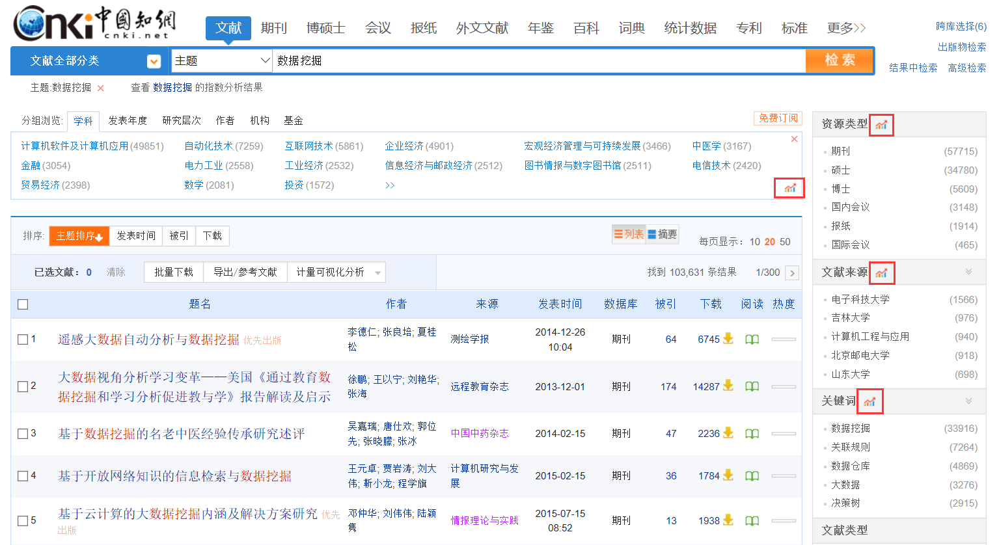 cnki 中國知網
cnki.net
文献 期刊 博硕士 会议 报纸 外文文献 年鉴 百科 词典 统计数据 专利 标准 更多>>
跨库选择(6)
出版物检索
文献全部分类 主题 数据挖掘 检索
结果中检索 高级检索
主题:数据挖掘 × 查看 数据挖掘 的指数分析结果
分组浏览: 学科 发表年度 研究层次 作者 机构 基金 免费订阅
计算机软件及计算机应用(49851) 自动化技术(7259) 互联网技术(5861) 企业经济(4901) 宏观经济管理与可持续发展(3466) 中医学(3167)
金融(3054) 电力工业(2558) 工业经济(2532) 信息经济与邮政经济(2512) 图书情报与数字图书馆(2511) 电信技术(2420)
贸易经济(2398) 数学(2081) 投资(1572) >>
排序: 主题排序 发表时间 被引 下载 列表 摘要 每页显示: 10 20 50
已选文献: 0 清除 批量下载 导出/参考文献 计量可视化分析 找到 103,631 条结果 1/300 >
题名 作者 来源 发表时间 数据库 被引 下载 阅读 热度
1 遥感大数据自动分析与数据挖掘 优先出版 李德仁; 张良培; 夏桂松 测绘学报 2014-12-26 10:04 期刊 64 6745
2 大数据视角分析学习变革——美国《通过教育数据挖掘和学习分析促进教与学》报告解读及启示 徐鹏; 王以宁; 刘艳华; 张海 远程教育杂志 2013-12-01 期刊 174 14287
3 基于数据挖掘的名老中医经验传承研究述评 吴嘉瑞; 唐仕欢; 郭位先; 张晓朦; 张冰 中国中药杂志 2014-02-15 期刊 47 2236
4 基于开放网络知识的信息检索与数据挖掘 王元卓; 贾岩涛; 刘大伟; 靳小龙; 程学旗 计算机研究与发展 2015-02-15 期刊 36 1784
5 基于云计算的大数据挖掘内涵及解决方案研究 优先出版 邓仲华; 刘伟伟; 陆颖隽 情报理论与实践 2015-07-15 08:52 期刊 13 1938
资源类型
期刊 (57715)
硕士 (34780)
博士 (5609)
国内会议 (3148)
报纸 (1914)
国际会议 (465)
文献来源
电子科技大学 (1566)
吉林大学 (976)
计算机工程与应用 (940)
北京邮电大学 (918)
山东大学 (698)
关键词
数据挖掘 (33916)
关联规则 (7264)
数据仓库 (4869)
大数据 (3276)
决策树 (2915)
文献类型